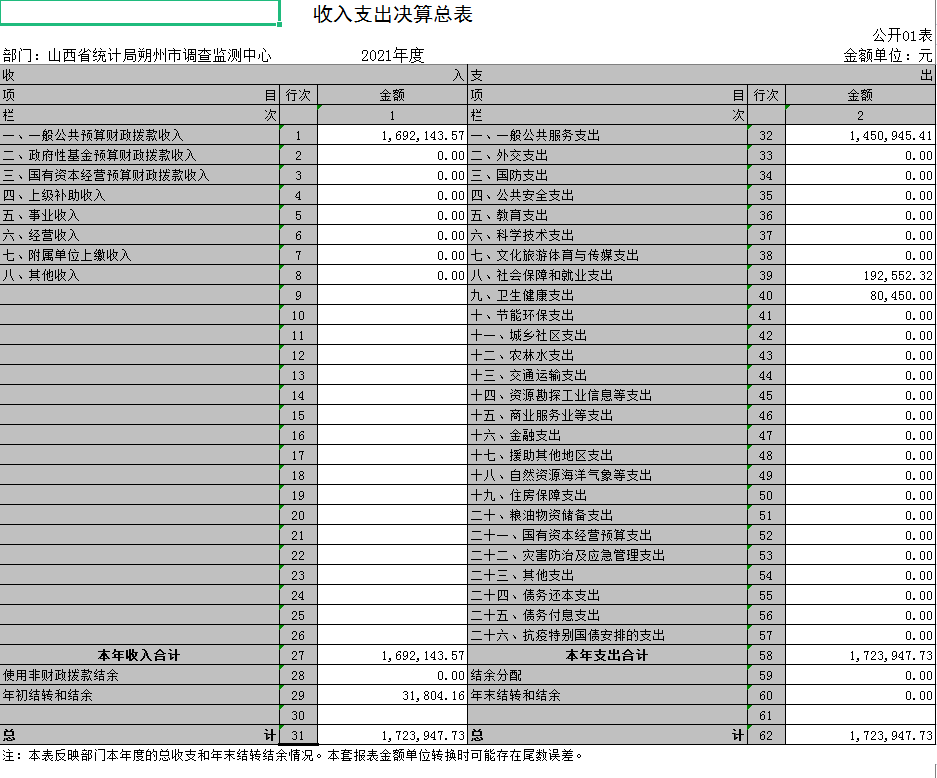 收入支出决算总表
公开01表
部门：山西省统计局朔州市调查监测中心 2021年度 金额单位：元
收 入 支 出
项 目 行次 金额 项 目 行次 金额
栏 次 1 栏 次 2
一、一般公共预算财政拨款收入 1 1,692,143.57 一、一般公共服务支出 32 1,450,945.41
二、政府性基金预算财政拨款收入 2 0.00 二、外交支出 33 0.00
三、国有资本经营预算财政拨款收入 3 0.00 三、国防支出 34 0.00
四、上级补助收入 4 0.00 四、公共安全支出 35 0.00
五、事业收入 5 0.00 五、教育支出 36 0.00
六、经营收入 6 0.00 六、科学技术支出 37 0.00
七、附属单位上缴收入 7 0.00 七、文化旅游体育与传媒支出 38 0.00
八、其他收入 8 0.00 八、社会保障和就业支出 39 192,552.32
9 九、卫生健康支出 40 80,450.00
10 十、节能环保支出 41 0.00
11 十一、城乡社区支出 42 0.00
12 十二、农林水支出 43 0.00
13 十三、交通运输支出 44 0.00
14 十四、资源勘探工业信息等支出 45 0.00
15 十五、商业服务业等支出 46 0.00
16 十六、金融支出 47 0.00
17 十七、援助其他地区支出 48 0.00
18 十八、自然资源海洋气象等支出 49 0.00
19 十九、住房保障支出 50 0.00
20 二十、粮油物资储备支出 51 0.00
21 二十一、国有资本经营预算支出 52 0.00
22 二十二、灾害防治及应急管理支出 53 0.00
23 二十三、其他支出 54 0.00
24 二十四、债务还本支出 55 0.00
25 二十五、债务付息支出 56 0.00
26 二十六、抗疫特别国债安排的支出 57 0.00
本年收入合计 27 1,692,143.57 本年支出合计 58 1,723,947.73
使用非财政拨款结余 28 0.00 结余分配 59 0.00
年初结转和结余 29 31,804.16 年末结转和结余 60 0.00
30 61
总 计 31 1,723,947.73 总 计 62 1,723,947.73
注：本表反映部门本年度的总收支和年末结转结余情况。本套报表金额单位转换时可能存在尾数误差。